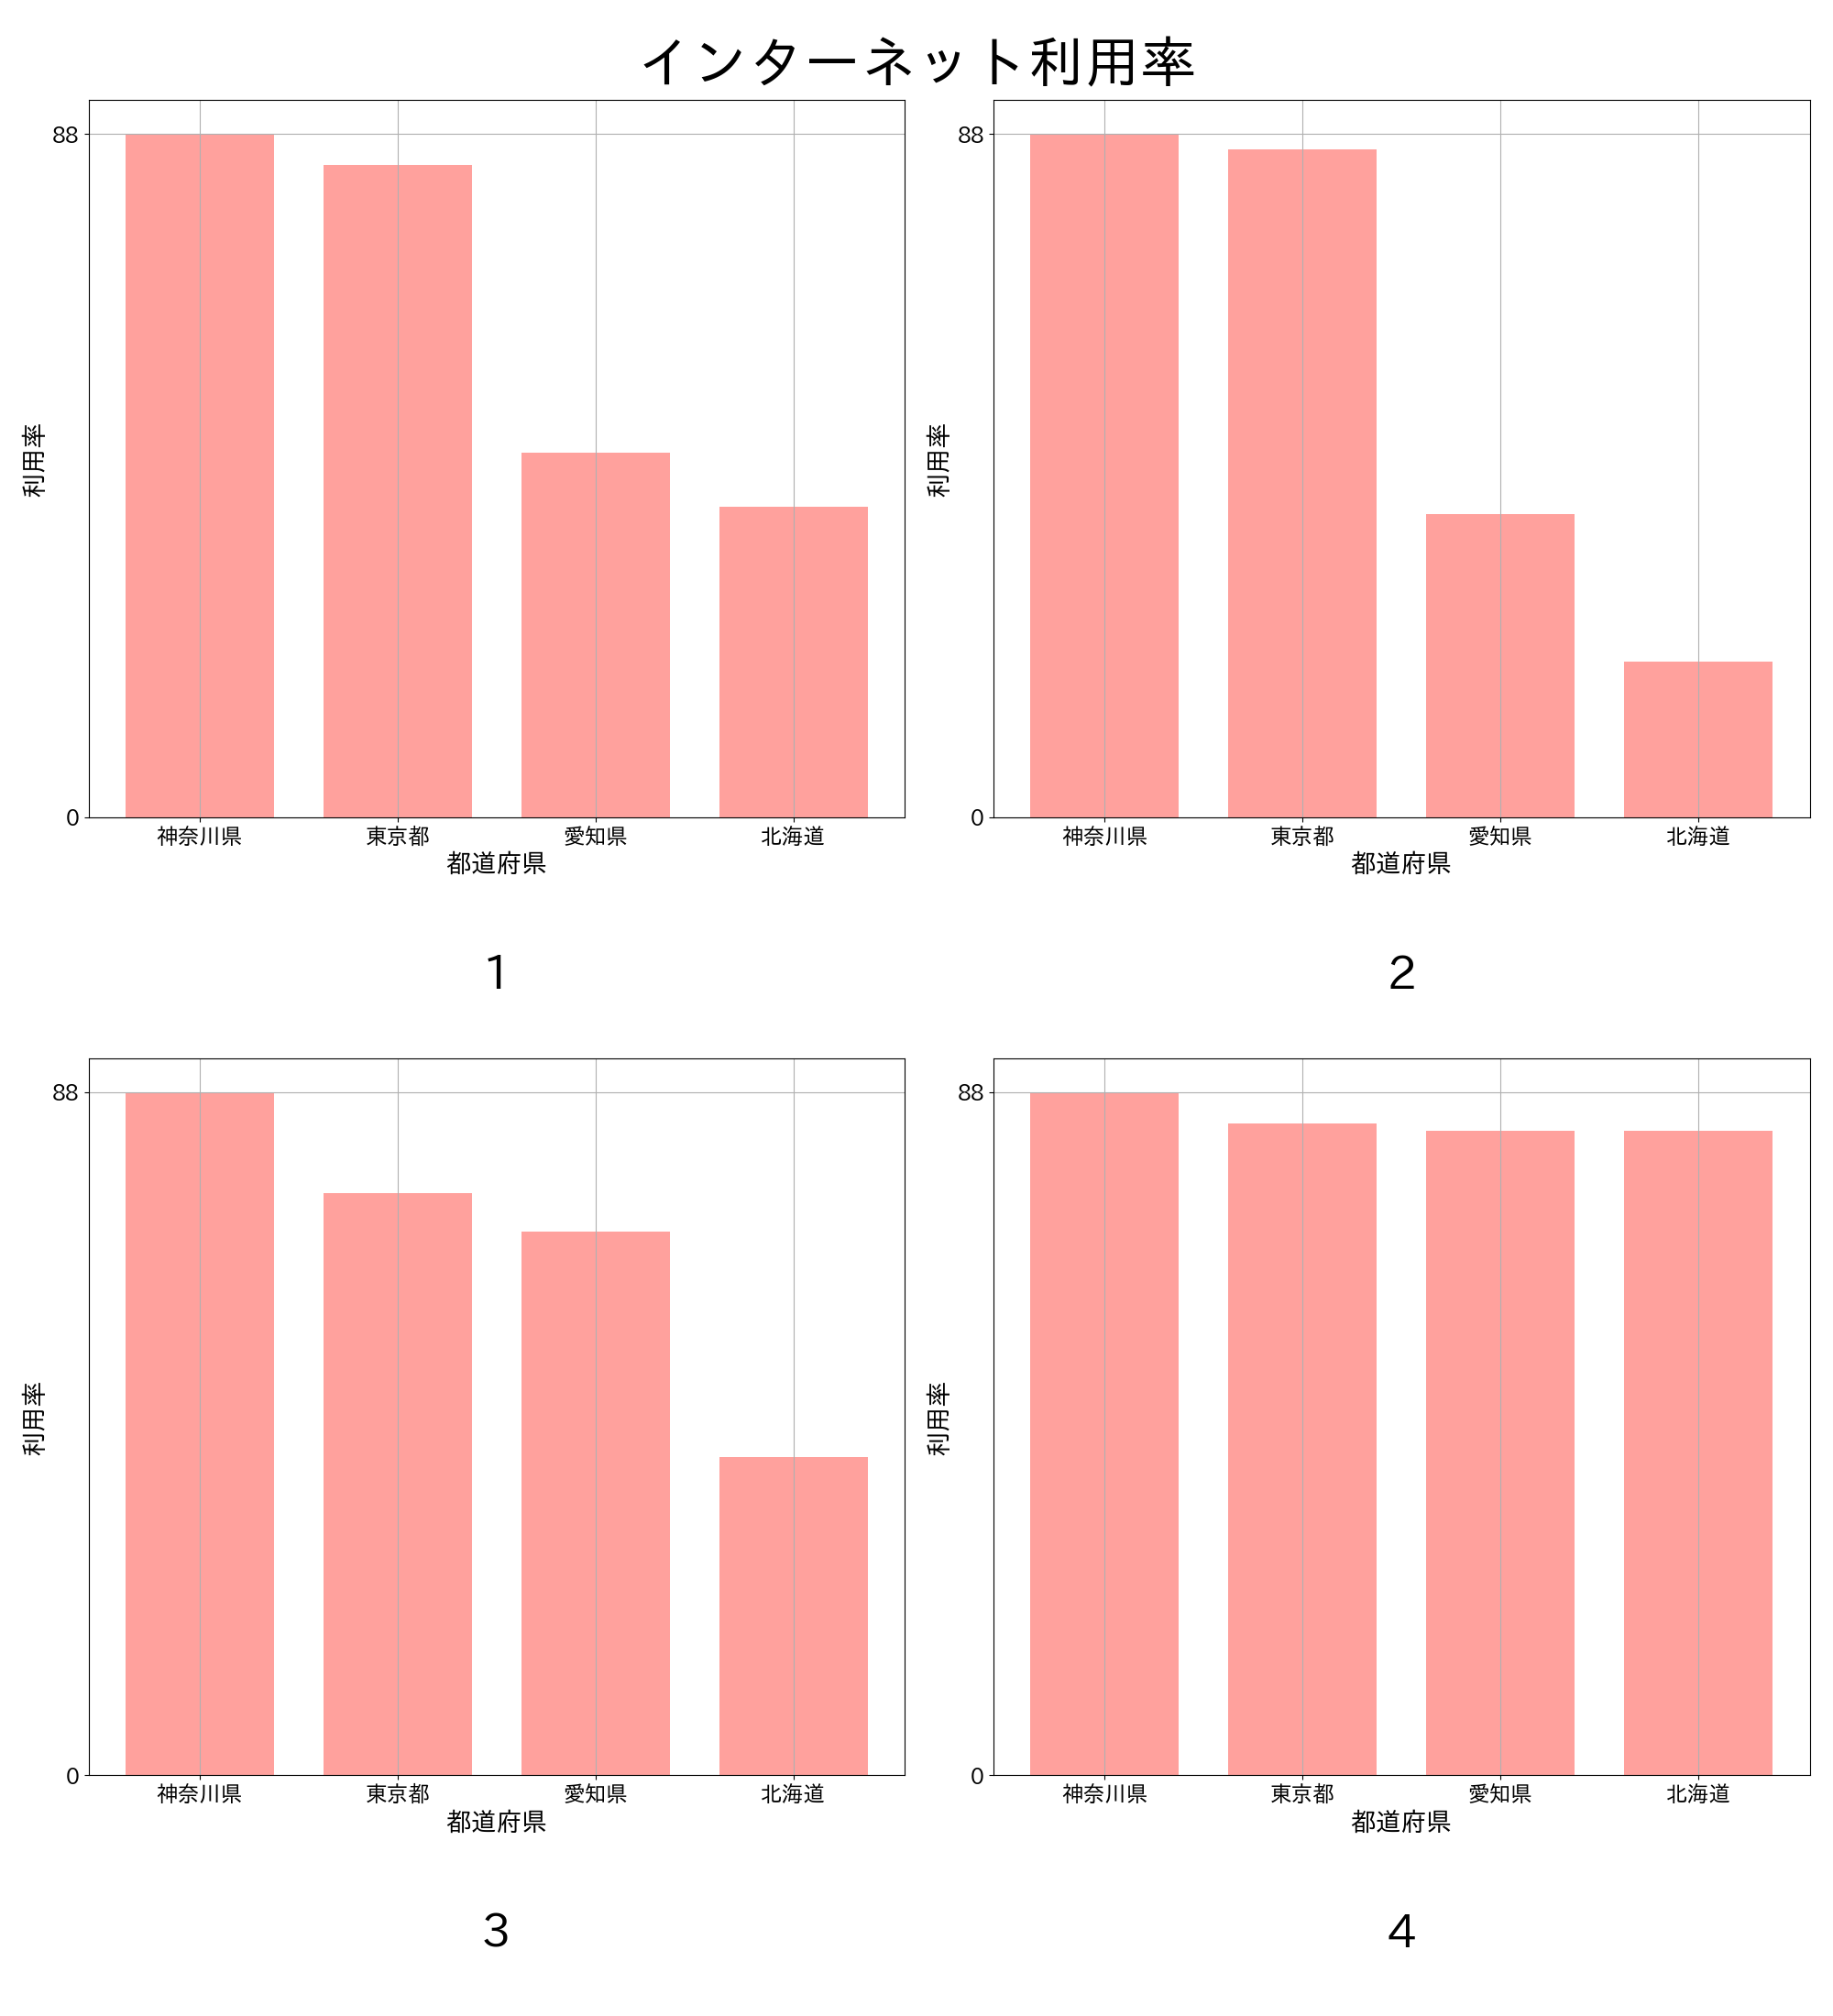 インターネット利用率
88
0
利用率
神奈川県 東京都 愛知県 北海道
都道府県
1
88
0
利用率
神奈川県 東京都 愛知県 北海道
都道府県
2
88
0
利用率
神奈川県 東京都 愛知県 北海道
都道府県
3
88
0
利用率
神奈川県 東京都 愛知県 北海道
都道府県
4